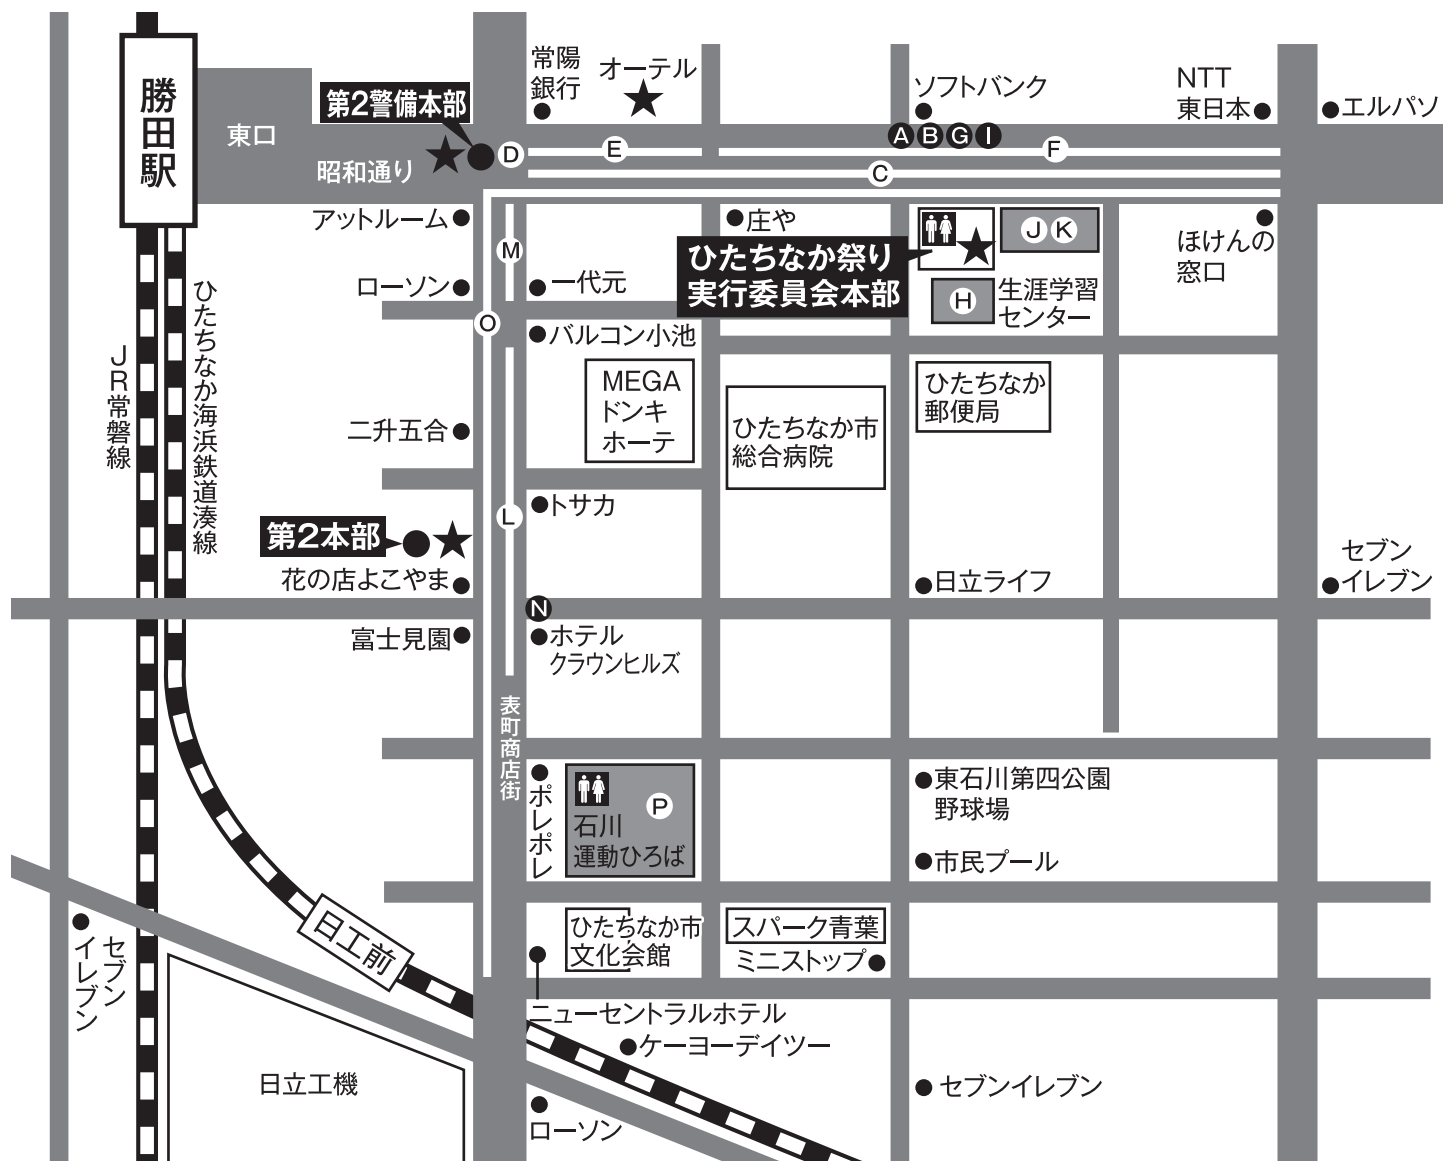 勝田駅
東口
第2警備本部
昭和通り
常陽
銀行
オーテル
ソフトバンク
NTT
東日本
エルパソ
A
B
G
I
D
E
F
C
アットルーム
庄や
J
K
ほけんの
窓口
M
ひたちなか祭り
実行委員会本部
ローソン
一代元
H
生涯学習
センター
O
バルコン小池
JR常磐線
ひたちなか海浜鉄道湊線
MEGA
ドンキ
ホーテ
ひたちなか市
総合病院
ひたちなか
郵便局
二升五合
トサカ
L
第2本部
花の店よこやま
日立ライフ
セブン
イレブン
N
富士見園
ホテル
クラウンヒルズ
表町商店街
ポレポレ
P
石川
運動ひろば
東石川第四公園
野球場
市民プール
日工前
ひたちなか市
文化会館
スパーク青葉
ミニストップ
セブン
イレブン
ニューセントラルホテル
ケーヨーデイツー
日立工機
セブンイレブン
ローソン